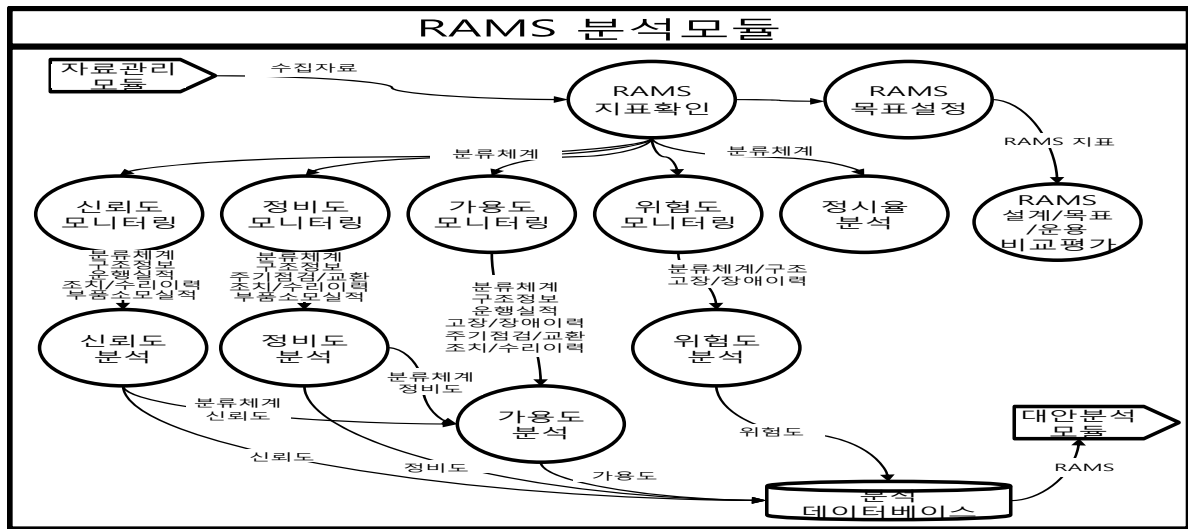 RAMS 분석모듈
자료관리
모듈
수집자료
RAMS
지표확인
RAMS
목표설정
RAMS 지표
분류체계
분류체계
신뢰도
모니터링
정비도
모니터링
가용도
모니터링
위험도
모니터링
정시율
분석
RAMS
설계/목표
/운용
비교평가
분류체계
구조정보
운행실적
조치/수리이력
부품소모실적
분류체계
구조정보
주기점검/교환
조치/수리이력
부품소모실적
분류체계
구조정보
운행실적
고장/장애이력
주기점검/교환
조치/수리이력
분류체계/구조
고장/장애이력
신뢰도
분석
정비도
분석
위험도
분석
분류체계
정비도
분류체계
신뢰도
가용도
분석
위험도
대안분석
모듈
신뢰도
정비도
가용도
RAMS
분석
데이터베이스